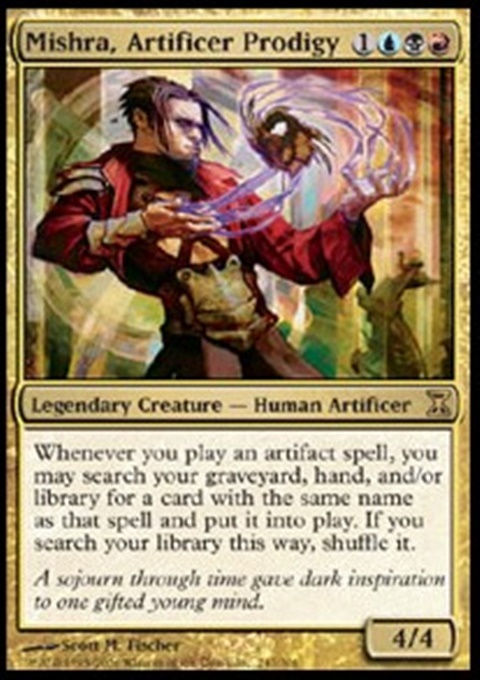 Mishra, Artificer Prodigy 1
Legendary Creature — Human Artificer
Whenever you play an artifact spell, you
may search your graveyard, hand, and/or
library for a card with the same name
as that spell and put it into play. If you
search your library this way, shuffle it.
A sojourn through time gave dark inspiration
to one gifted young mind.
Scott M. Fischer
4/4